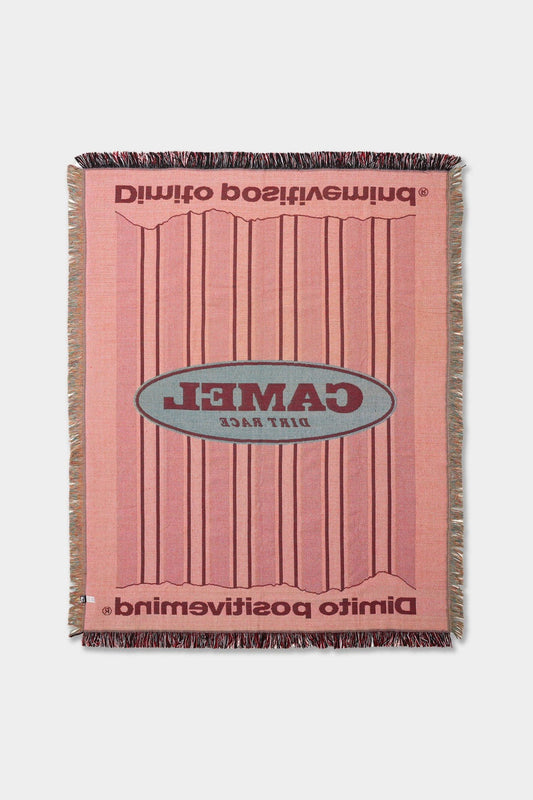 Dimito positivemind®
CAMEL
DIRT RACE
Dimito positivemind®